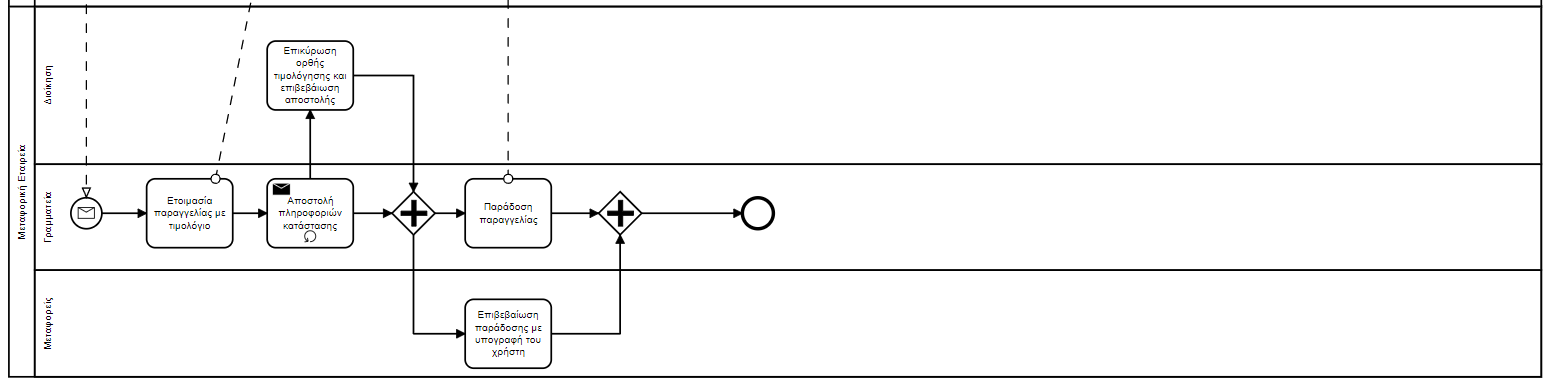 Μεταφορική Εταιρεία
Διοίκηση
Επικύρωση
ορθής
τιμολόγησης και
επιβεβάιωση
αποστολής
Γραμματεία
Ετοιμασία
παραγγελίας με
τιμολόγιο
Αποστολή
πληροφοριών
κατάστασης
Παράδοση
παραγγελίας
Μεταφορείς
Επιβεβαίωση
παράδοσης με
υπογραφή του
χρήστη